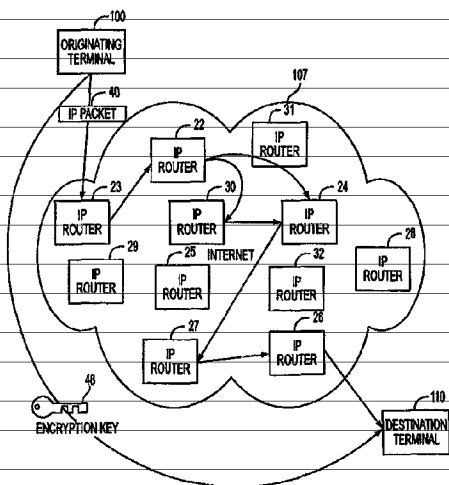 100
ORIGINATING
TERMINAL
40
IP PACKET
107
31
IP
ROUTER
22
IP
ROUTER
23
IP
ROUTER
30
IP
ROUTER
24
IP
ROUTER
29
IP
ROUTER
25
IP
ROUTER
INTERNET
32
IP
ROUTER
28
IP
ROUTER
27
IP
ROUTER
26
IP
ROUTER
48
ENCRYPTION KEY
110
DESTINATION
TERMINAL